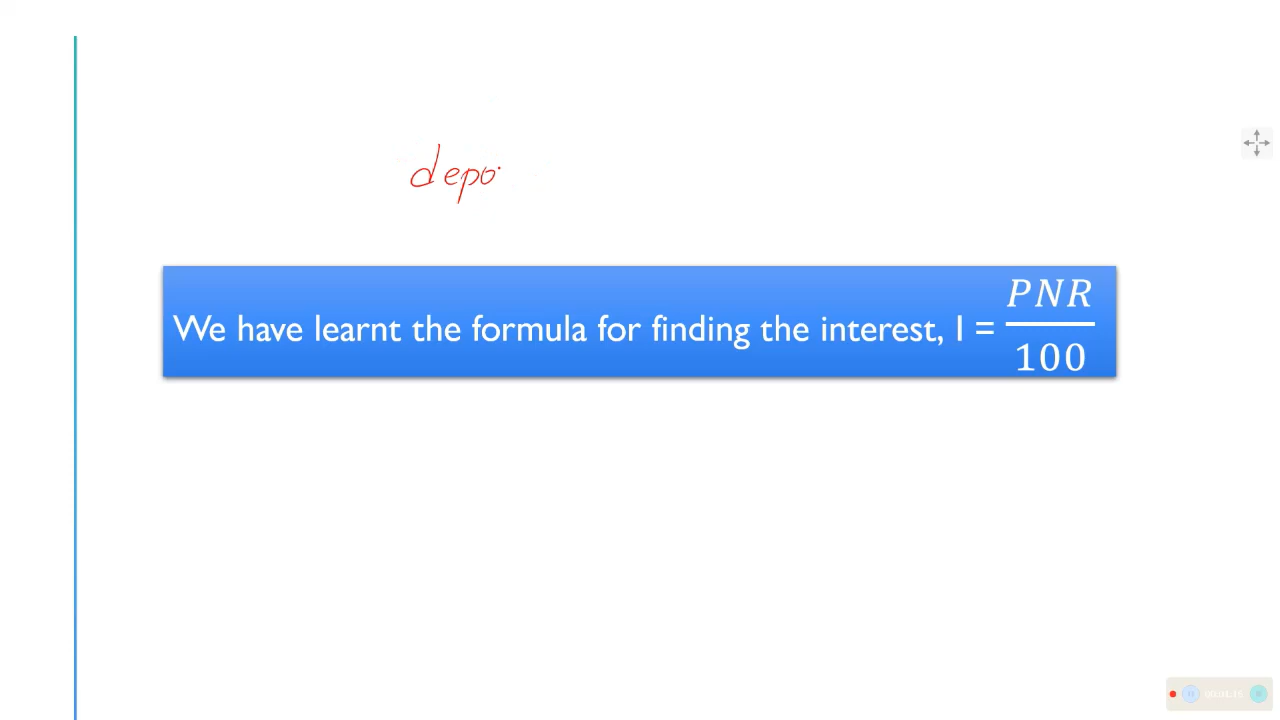 depo
We have learnt the formula for finding the interest, I = PNR/100